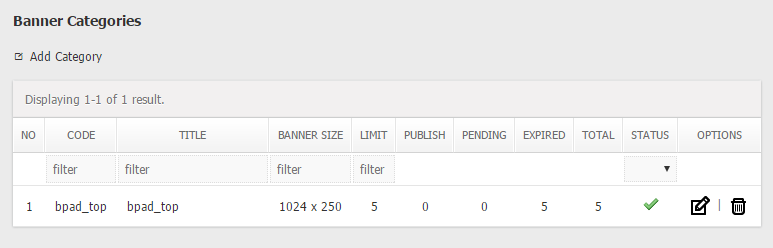 Banner Categories
Add Category
Displaying 1-1 of 1 result.
NO CODE TITLE BANNER SIZE LIMIT PUBLISH PENDING EXPIRED TOTAL STATUS OPTIONS
filter filter filter filter
1 bpad_top bpad_top 1024 x 250 5 0 0 5 5 |